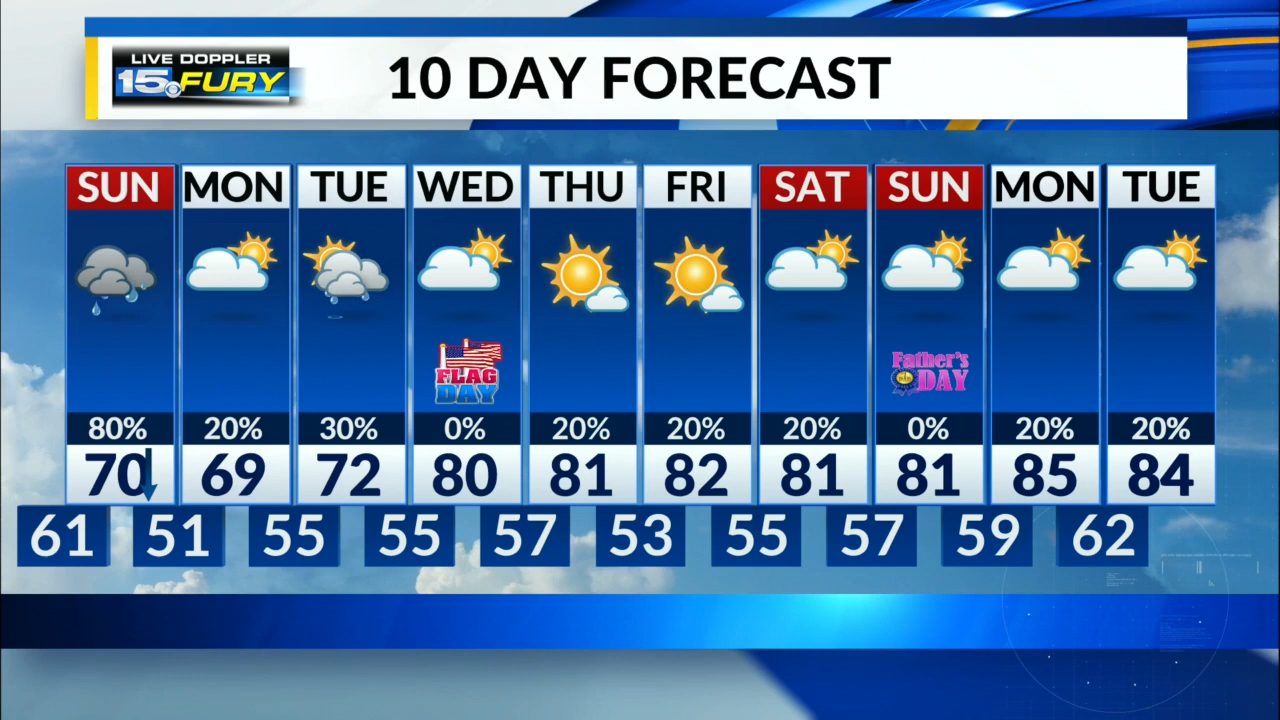 LIVE DOPPLER
15 FURY
10 DAY FORECAST
SUN MON TUE WED THU FRI SAT SUN MON TUE
FLAG
DAY
Father's
DAY
80% 20% 30% 0% 20% 20% 20% 0% 20% 20%
70 69 72 80 81 82 81 81 85 84
61 51 55 55 57 53 55 57 59 62